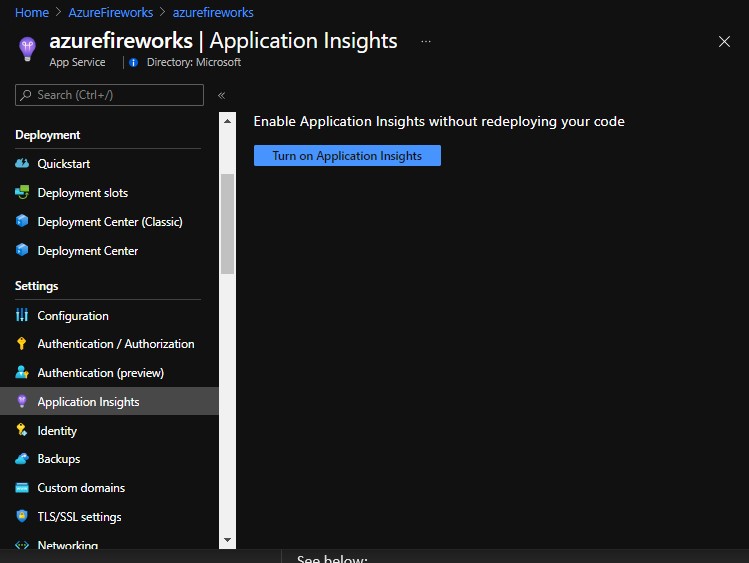 Home > AzureFireworks > azurefireworks
azurefireworks | Application Insights ...
App Service | Directory: Microsoft
Search (Ctrl+/) «
Enable Application Insights without redeploying your code
Turn on Application Insights
Deployment
Quickstart
Deployment slots
Deployment Center (Classic)
Deployment Center
Settings
Configuration
Authentication / Authorization
Authentication (preview)
Application Insights
Identity
Backups
Custom domains
TLS/SSL settings
Networking
See below: